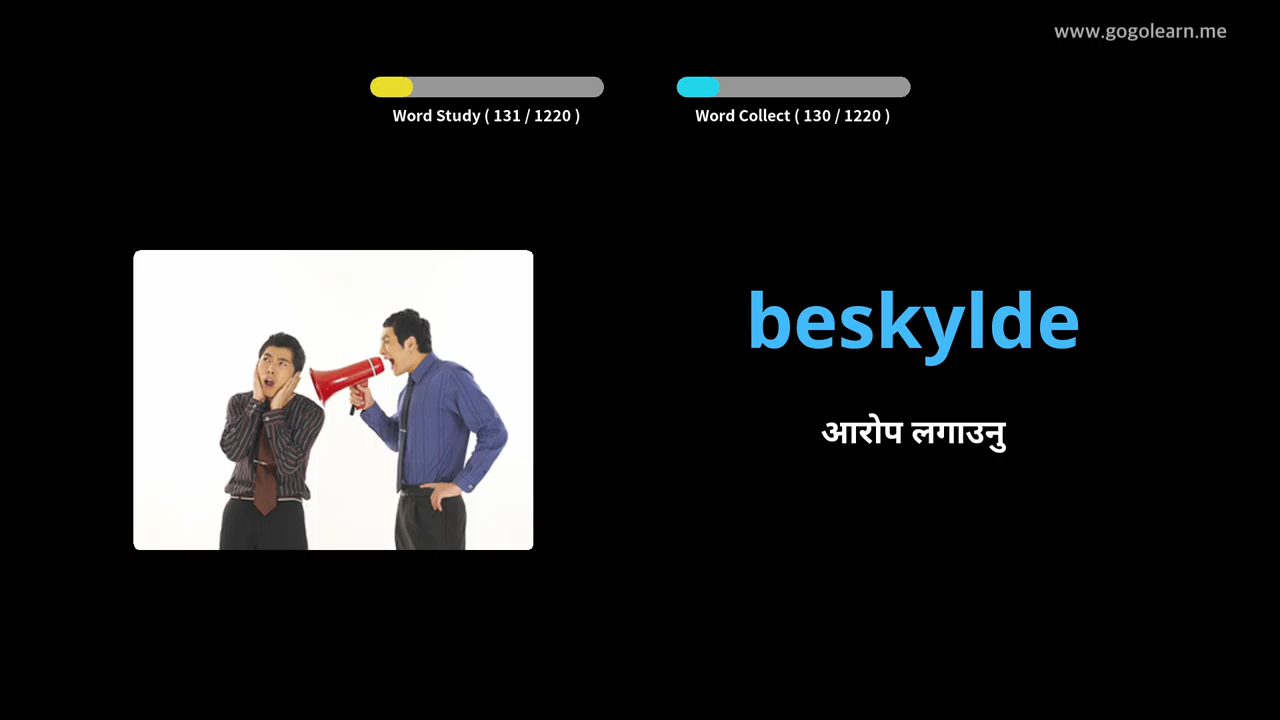 www.gogolearn.me
Word Study ( 131 / 1220 )
Word Collect ( 130 / 1220 )
beskylde
आरोप लगाउनु